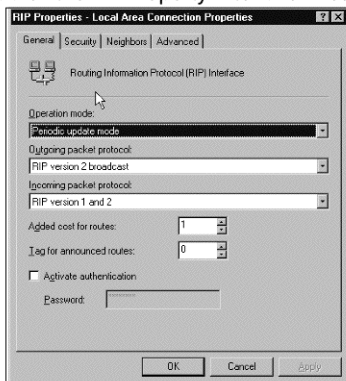 RIP Properties - Local Area Connection Properties
General Security Neighbors Advanced
Routing Information Protocol (RIP) Interface
Operation mode:
Periodic update mode
Outgoing packet protocol:
RIP version 2 broadcast
Incoming packet protocol:
RIP version 1 and 2
Added cost for routes: 1
Tag for announced routes: 0
Activate authentication
Password:
OK Cancel Apply